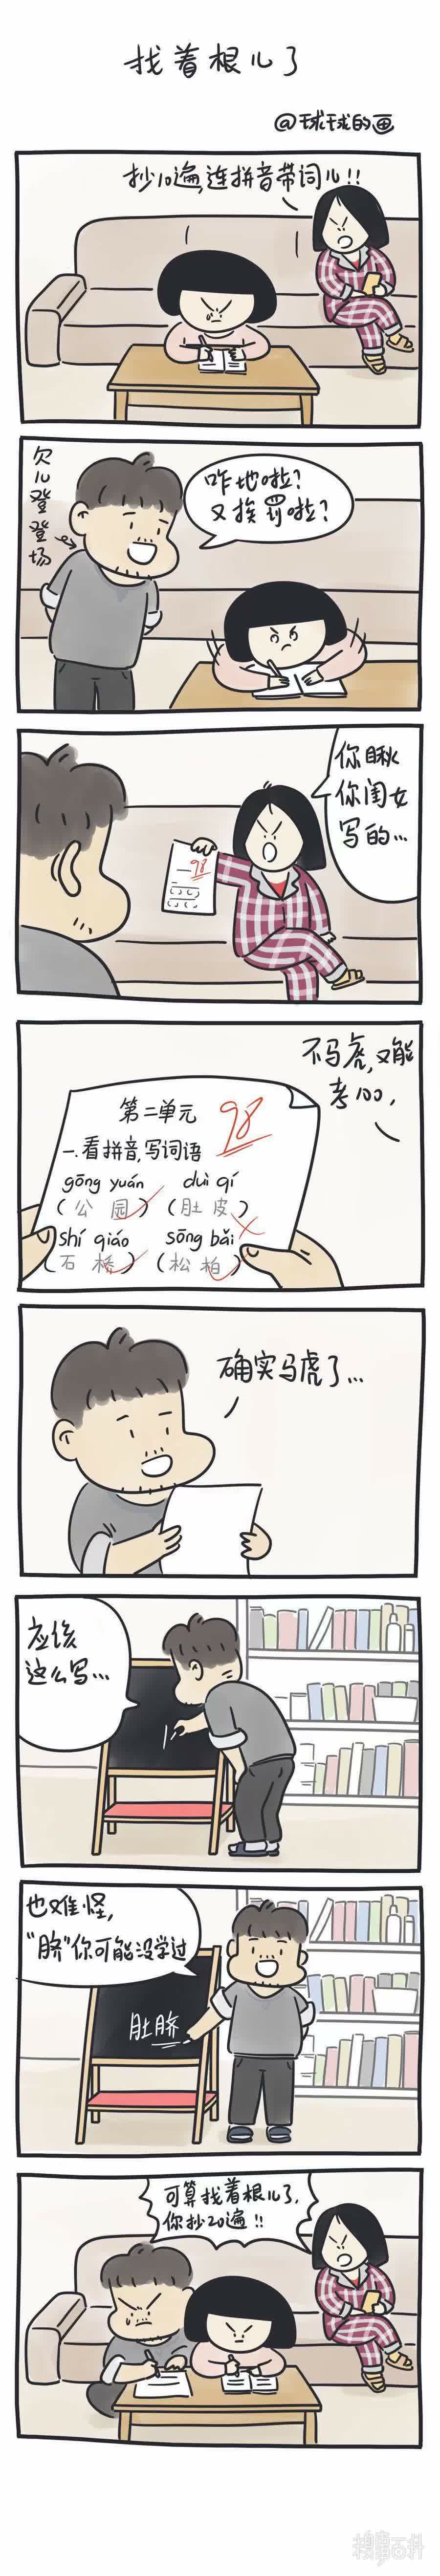 找着根儿了
@球球的画
抄10遍,连拼音带词儿!!
欠儿登登场
咋地啦?
又挨罚啦?
98
你瞅
你闺女
写的...
不马虎,又能
考100,
第二单元
98
一.看拼音,写词语
gōng yuán duì qí
(公园) (肚皮)
shí qiáo sōng bǎi
(石桥) (松柏)
确实马虎了...
应该
这么写...
也难怪,
"脐"你可能没学过
肚脐
可算找着根儿了,
你抄20遍!!